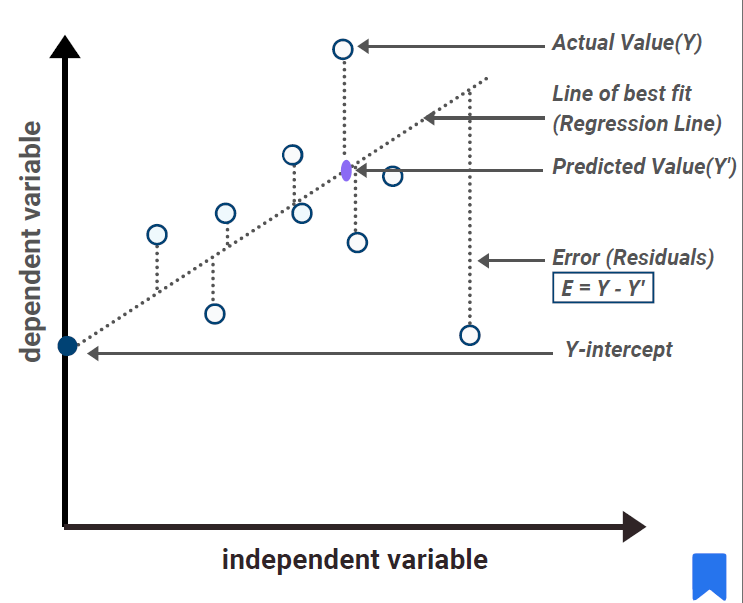 Actual Value(Y)
Line of best fit
(Regression Line)
Predicted Value(Y')
Error (Residuals)
E = Y - Y'
Y-intercept
dependent variable
independent variable